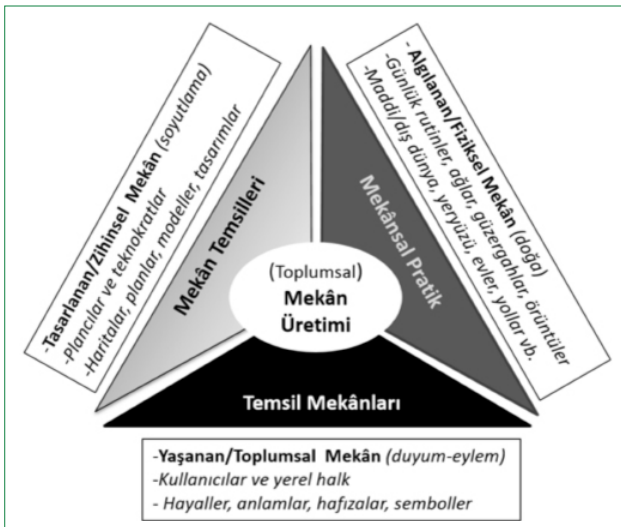 -Tasarlanan/Zihinsel Mekân (soyutlama)
-Plancılar ve teknokratlar
-Haritalar, planlar, modeller, tasarımlar
Mekân Temsilleri
-Algılanan/Fiziksel Mekân (doğa)
-Günlük rutinler, ağlar, güzergahlar, örüntüler
-Maddi/dış dünya, yeryüzü, evler, yollar vb.
Mekânsal Pratik
(Toplumsal)
Mekân
Üretimi
Temsil Mekânları
-Yaşanan/Toplumsal Mekân (duyum-eylem)
-Kullanıcılar ve yerel halk
- Hayaller, anlamlar, hafızalar, semboller